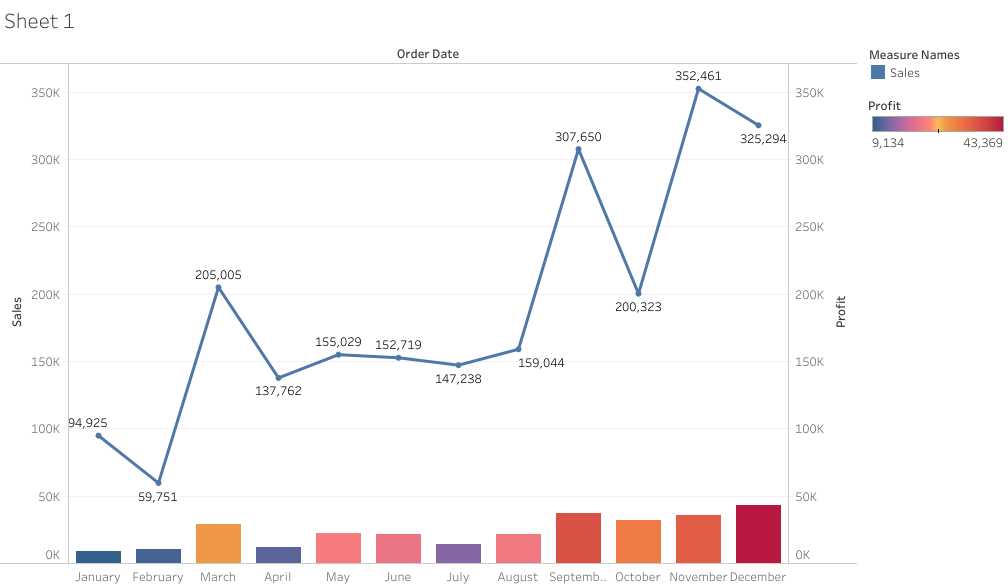 Sheet 1
Order Date
Measure Names
Sales
Profit
9,134 43,369
350K
300K
250K
200K
150K
100K
50K
0K
Sales
94,925
59,751
205,005
137,762
155,029
152,719
147,238
159,044
307,650
200,323
352,461
325,294
350K
300K
250K
200K
150K
100K
50K
0K
Profit
January February March April May June July August Septemb.. October November December